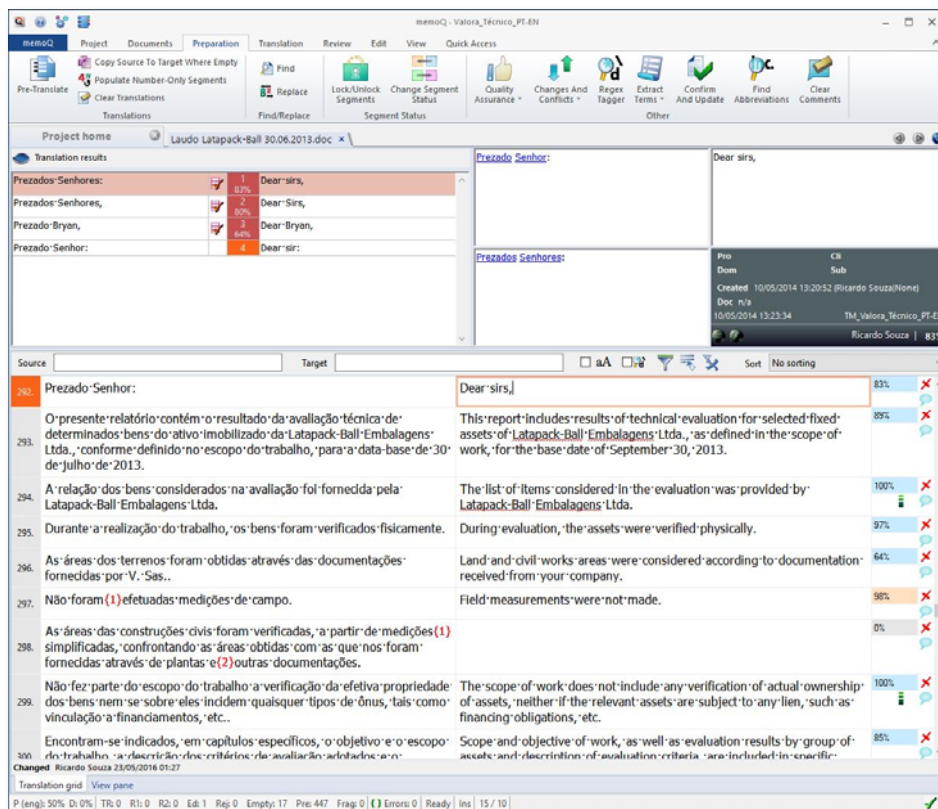 memoQ - Valora_Técnico_PT-EN
memoQ Project Documents Preparation Translation Review Edit View Quick Access
Pre-Translate
Copy Source To Target Where Empty
Populate Number-Only Segments
Clear Translations
Translations
Find
Replace
Find/Replace
Lock/Unlock Segments
Change Segment Status
Segment Status
Quality Assurance
Changes And Conflicts
Regex Tagger
Extract Terms
Confirm And Update
Find Abbreviations
Clear Comments
Other
Project home
Laudo Latapack-Ball 30.06.2013.doc x
Translation results
Prezados·Senhores: 1 83% Dear·sirs,
Prezados·Senhores, 2 80% Dear·Sirs,
Prezado·Bryan, 3 64% Dear·Bryan,
Prezado·Senhor: 4 Dear·sir:
Prezado Senhor:
Dear sirs,
Prezados Senhores:
Pro Cli
Dom Sub
Created 10/05/2014 13:20:52 (Ricardo Souza(None)
Doc n/a
10/05/2014 13:23:34 TM_Valora_Técnico_PT-E
Ricardo Souza | 83%
Source Target aA Sort No sorting
292. Prezado·Senhor: Dear·sirs, 83%
293. O·presente·relatório·contém·o·resultado·da·avaliação·técnica·de·
determinados·bens·do·ativo·imobilizado·da·Latapack-Ball·Embalagens·
Ltda.,·conforme·definido·no·escopo·do·trabalho,·para·a·data-base·de·30·
de·julho·de·2013.
This·report·includes·results·of·technical·evaluation·for·selected·fixed·
assets·of·Latapack-Ball·Embalagens·Ltda.,·as·defined·in·the·scope·of·
work,·for·the·base·date·of·September·30,·2013.
89%
294. A·relação·dos·bens·considerados·na·avaliação·foi·fornecida·pela·
Latapack-Ball·Embalagens·Ltda.
The·list·of·items·considered·in·the·evaluation·was·provided·by·
Latapack-Ball·Embalagens·Ltda.
100%
295. Durante·a·realização·do·trabalho,·os·bens·foram·verificados·fisicamente.
During·evaluation,·the·assets·were·verified·physically.
97%
296. As·áreas·dos·terrenos·foram·obtidas·através·das·documentações·
fornecidas·por·V.·Sas..
Land·and·civil·works·areas·were·considered·according·to·documentation·
received·from·your·company.
64%
297. Não·foram{1}efetuadas·medições·de·campo.
Field·measurements·were·not·made.
98%
298. As·áreas·das·construções·civis·foram·verificadas,·a·partir·de·medições{1}
simplificadas,·confrontando·as·áreas·obtidas·com·as·que·nos·foram·
fornecidas·através·de·plantas·e{2}outras·documentações.
0%
299. Não·fez·parte·do·escopo·do·trabalho·a·verificação·da·efetiva·propriedade·
dos·bens·nem·se·sobre·eles·incidem·quaisquer·tipos·de·ônus,·tais·como·
vinculação·a·financiamentos,·etc..
The·scope·of·work·does·not·include·any·verification·of·actual·ownership·
of·assets,·neither·if·the·relevant·assets·are·subject·to·any·lien,·such·as·
financing·obligations,·etc.
100%
300 Encontram-se·indicados,·em·capítulos·específicos,·o·objetivo·e·o·escopo·
do·trabalho,·a·descrição·dos·critérios·de·avaliação·adotados·e·o·
Scope·and·objective·of·work,·as·well·as·evaluation·results·by·group·of·
assets·and·description·of·evaluation·criteria·are·included·in·specific·
85%
Changed Ricardo Souza 23/05/2016 01:27
Translation grid View pane
P (eng): 50% D: 0% TR: 0 R1: 0 R2: 0 Ed: 1 Rej: 0 Empty: 17 Pre: 447 Frag: 0 {} Errors: 0 Ready Ins 15 / 10